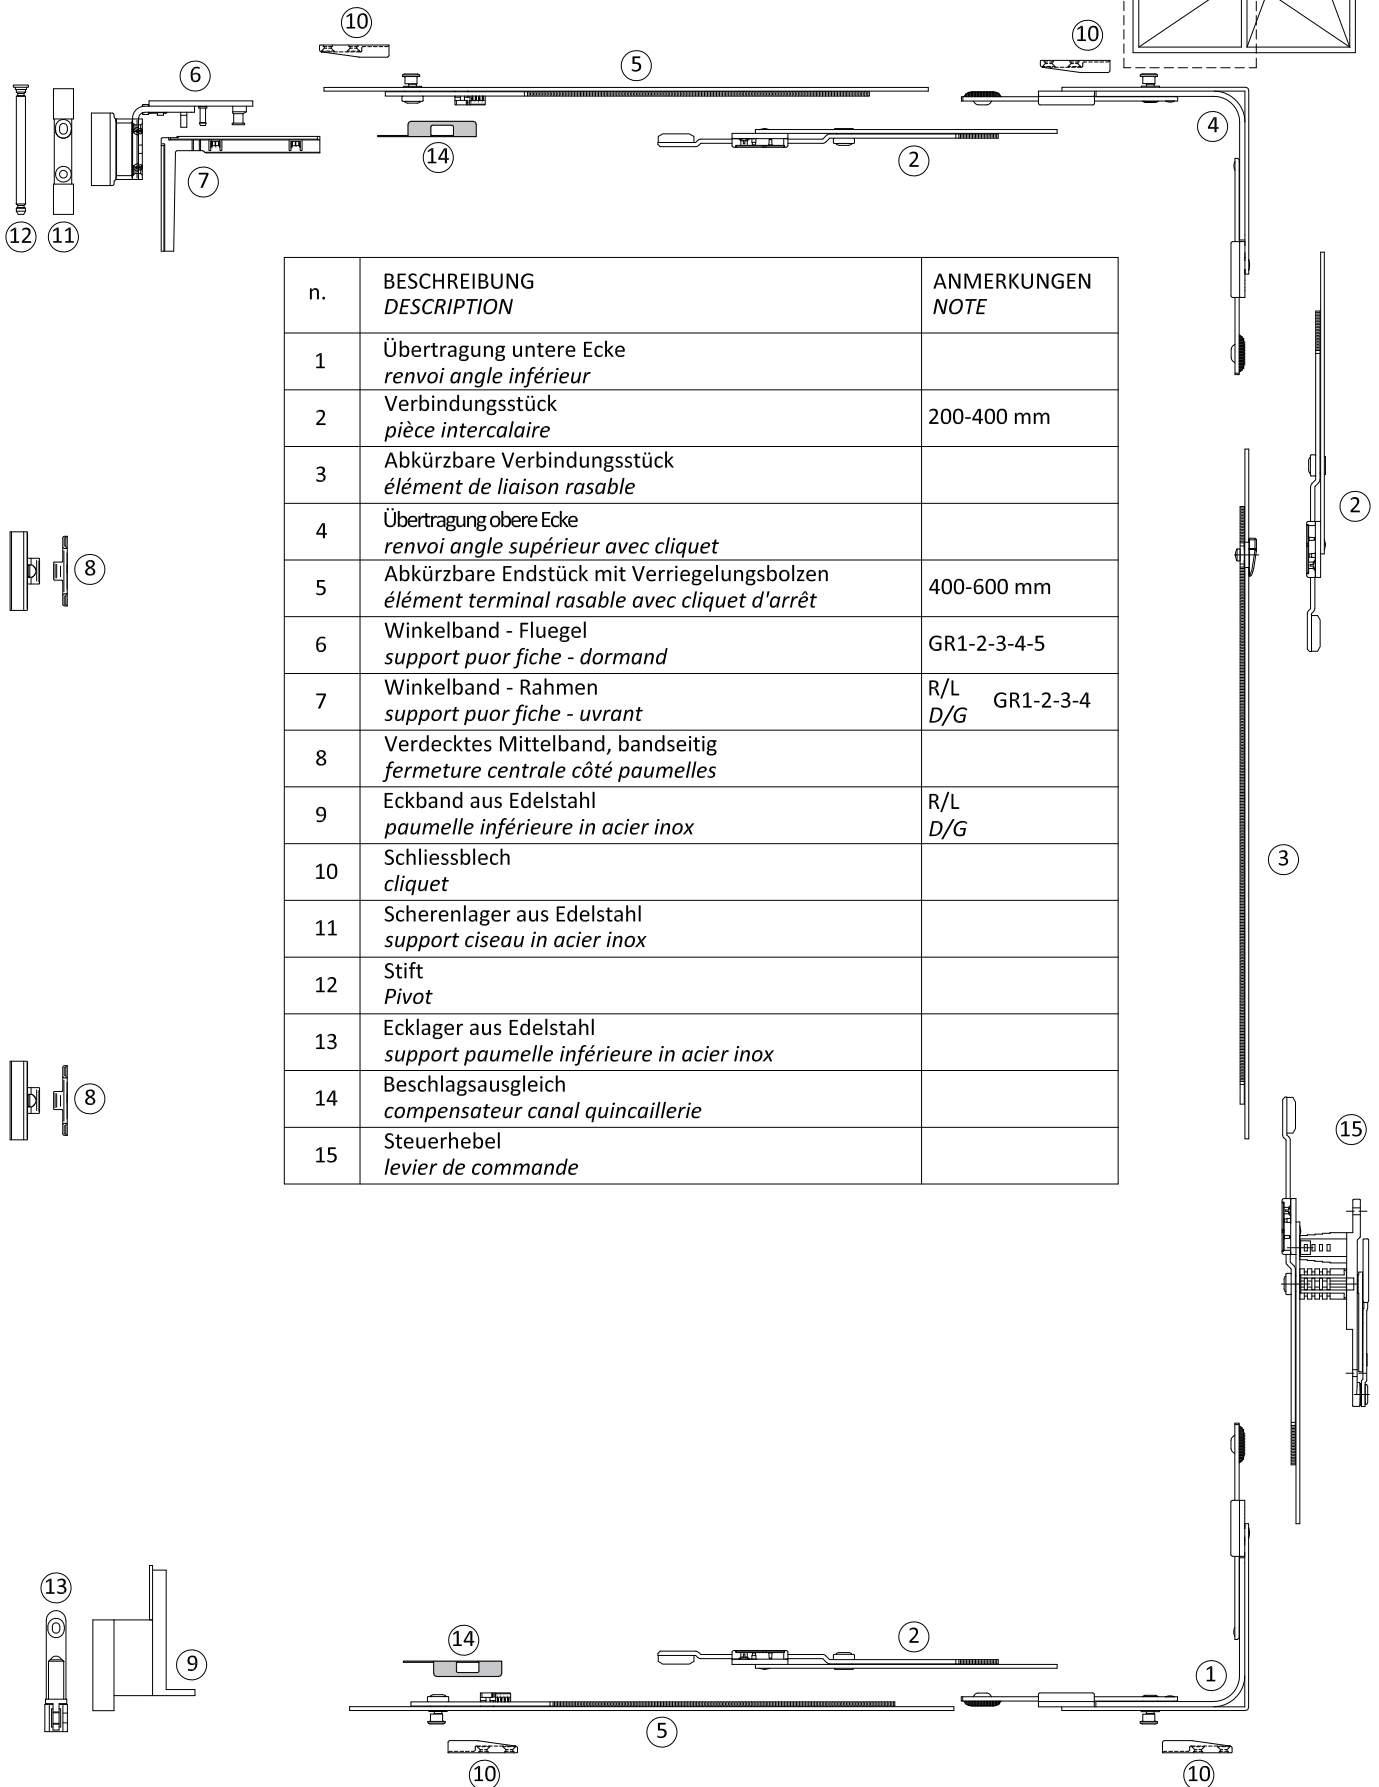 10
10
5
6
4
14
2
7
12
11
n.
BESCHREIBUNG
DESCRIPTION
ANMERKUNGEN
NOTE
1
Übertragung untere Ecke
renvoi angle inférieur
2
Verbindungsstück
pièce intercalaire
200-400 mm
3
Abkürzbare Verbindungsstück
élément de liaison rasable
4
Übertragung obere Ecke
renvoi angle supérieur avec cliquet
5
Abkürzbare Endstück mit Verriegelungsbolzen
élément terminal rasable avec cliquet d'arrêt
400-600 mm
6
Winkelband - Fluegel
support puor fiche - dormand
GR1-2-3-4-5
7
Winkelband - Rahmen
support puor fiche - uvrant
R/L
D/G
GR1-2-3-4
8
Verdecktes Mittelband, bandseitig
fermeture centrale côté paumelles
9
Eckband aus Edelstahl
paumelle inférieure in acier inox
R/L
D/G
10
Schliessblech
cliquet
11
Scherenlager aus Edelstahl
support ciseau in acier inox
12
Stift
Pivot
13
Ecklager aus Edelstahl
support paumelle inférieure in acier inox
14
Beschlagsausgleich
compensateur canal quincaillerie
15
Steuerhebel
levier de commande
2
8
3
8
15
13
14
2
9
1
5
10
10